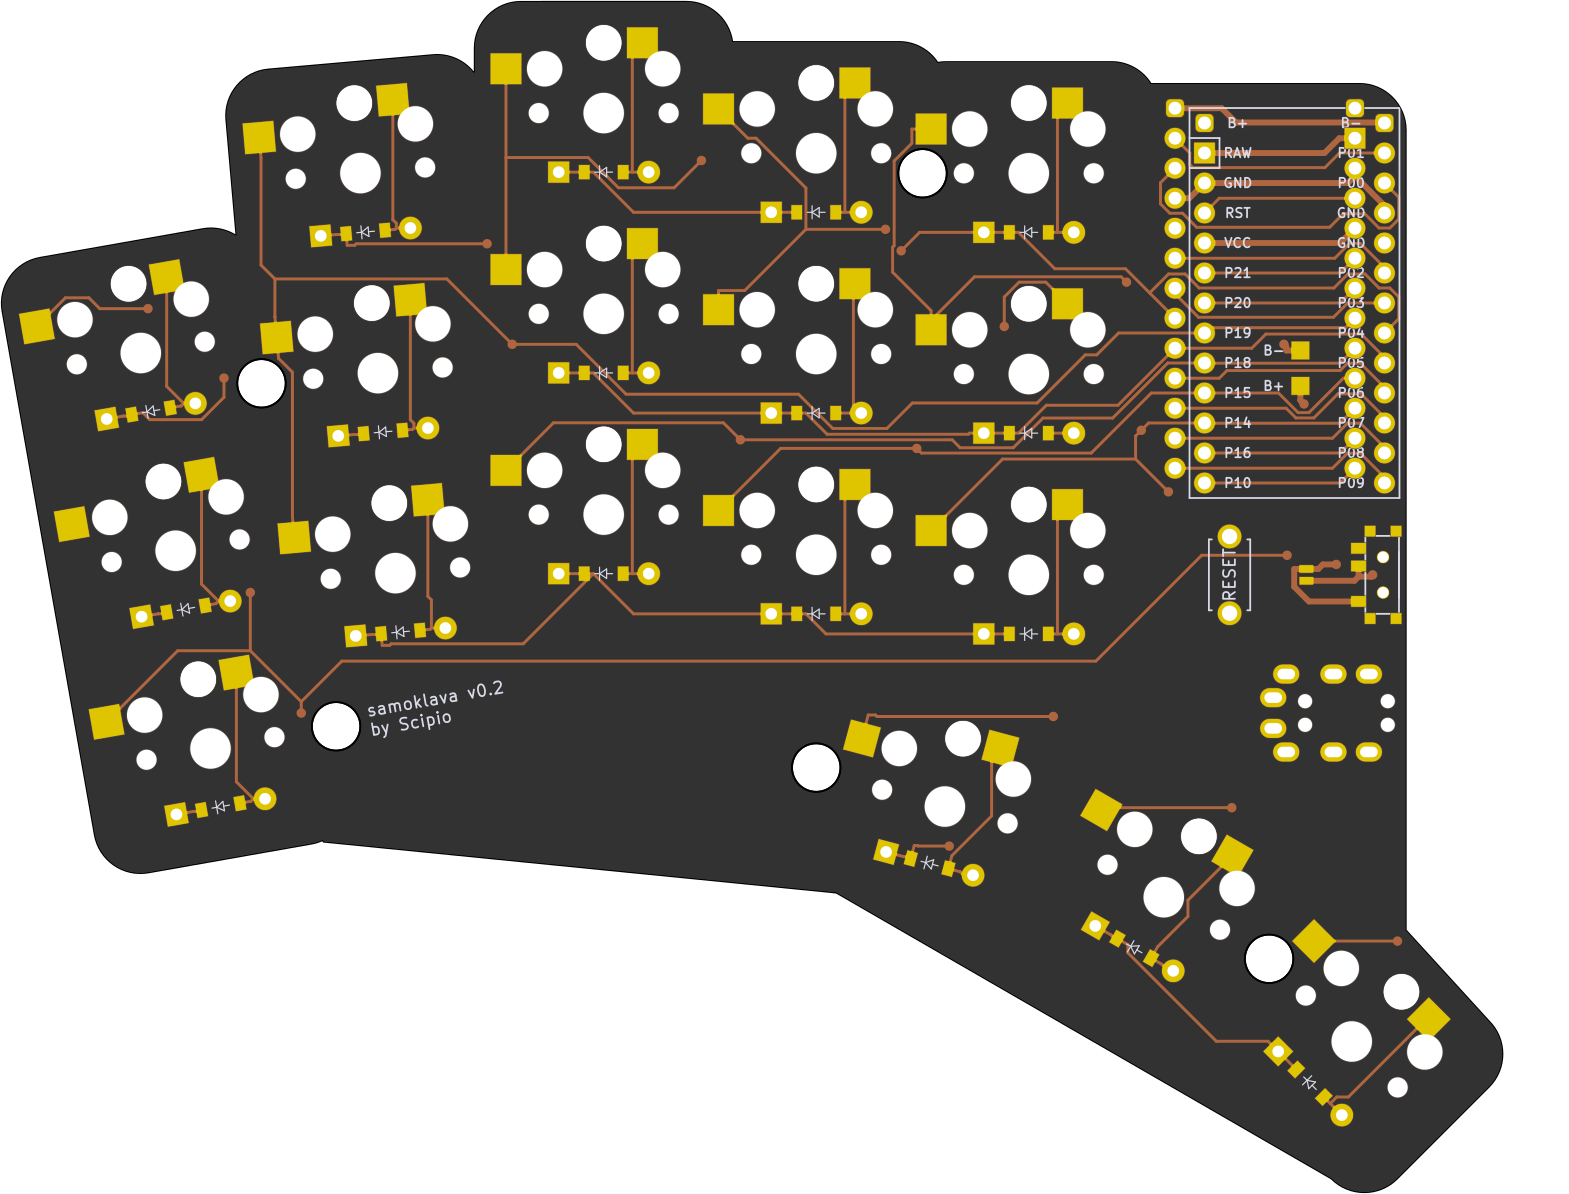 B+ B-
RAW P01
GND P00
RST GND
VCC GND
P21 P02
P20 P03
P19 P04
B-
P18 P05
B+
P15 P06
P14 P07
P16 P08
P10 P09
RESET
samoklava v0.2
by Scipio